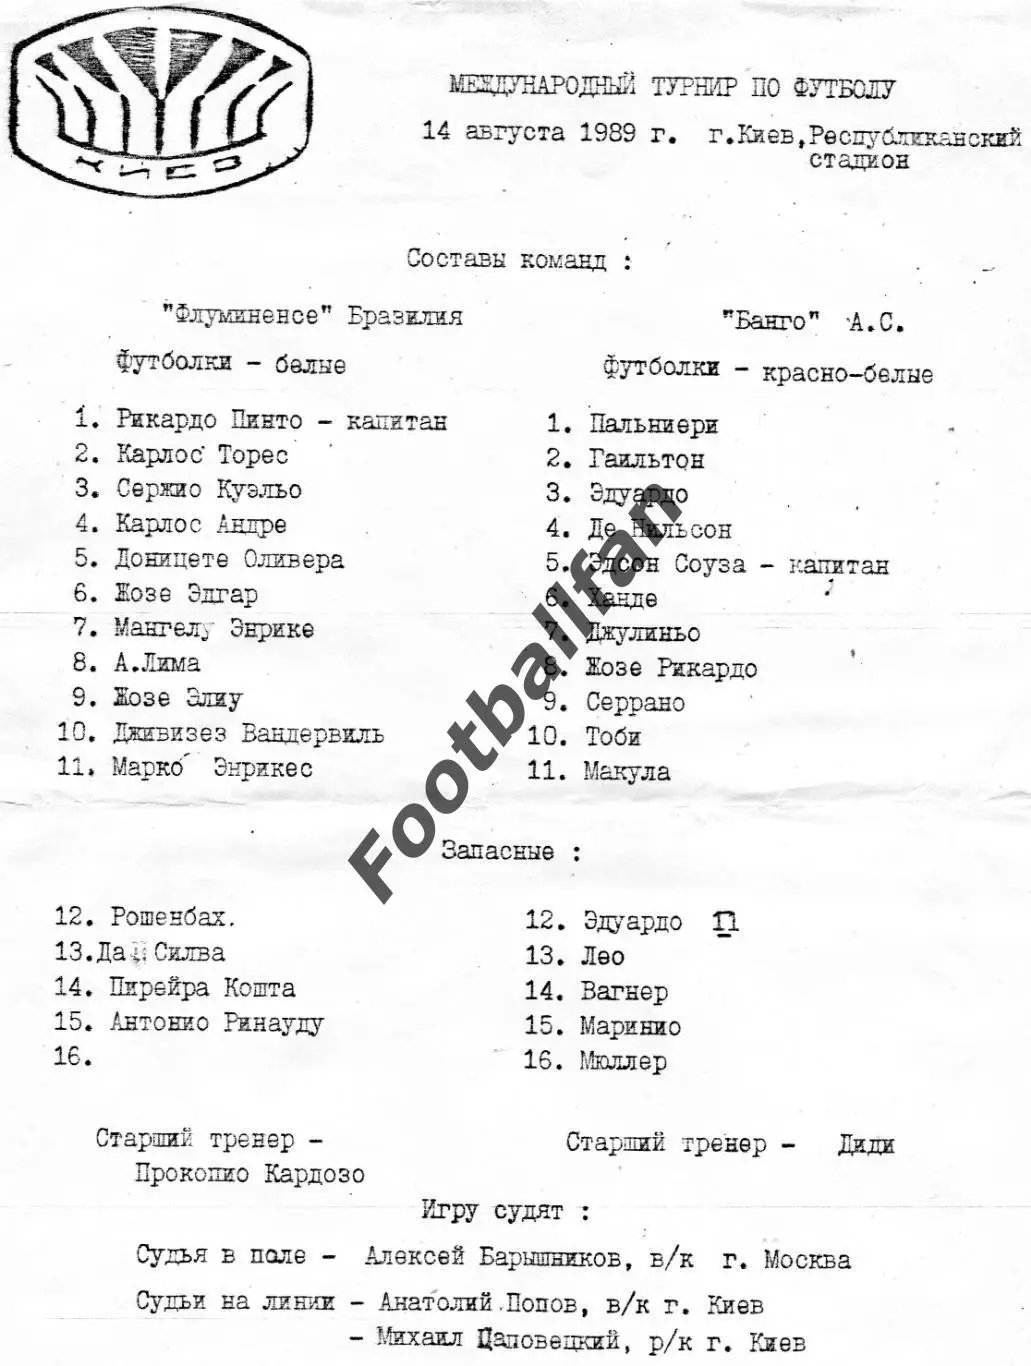 КИЕВ
МЕЖДУНАРОДНЫЙ ТУРНИР ПО ФУТБОЛУ
14 августа 1989 г. г.Киев,Республиканский
стадион
Составы команд :
"Флуминенсе" Бразилия
Футболки - белые
1. Рикардо Пинто - капитан
2. Карлос Торес
3. Сержио Куэльо
4. Карлос Андре
5. Доницете Оливера
6. Жозе Эдгар
7. Мангелу Энрике
8. А.Лима
9. Жозе Элиу
10. Дживизез Вандервиль
11. Марко Энрикес
"Банго" А.С.
Футболки - красно-белые
1. Пальниери
2. Гаильтон
3. Эдуардо
4. Де Нильсон
5. Эдсон Соуза - капитан
6. Ханде
7. Джулиньо
8. Жозе Рикардо
9. Серрано
10. Тоби
11. Макула
Footballfan
Запасные :
12. Рошенбах.
13.Да Силва
14. Пирейра Кошта
15. Антонио Ринауду
16.
12. Эдуардо П
13. Лео
14. Вагнер
15. Маринио
16. Мюллер
Старший тренер -
Прокопио Кардозо
Старший тренер - Диди
Игру судят :
Судья в поле - Алексей Барышников, в/к г. Москва
Судьи на линии - Анатолий Попов, в/к г. Киев
- Михаил Цаповецкий, р/к г. Киев